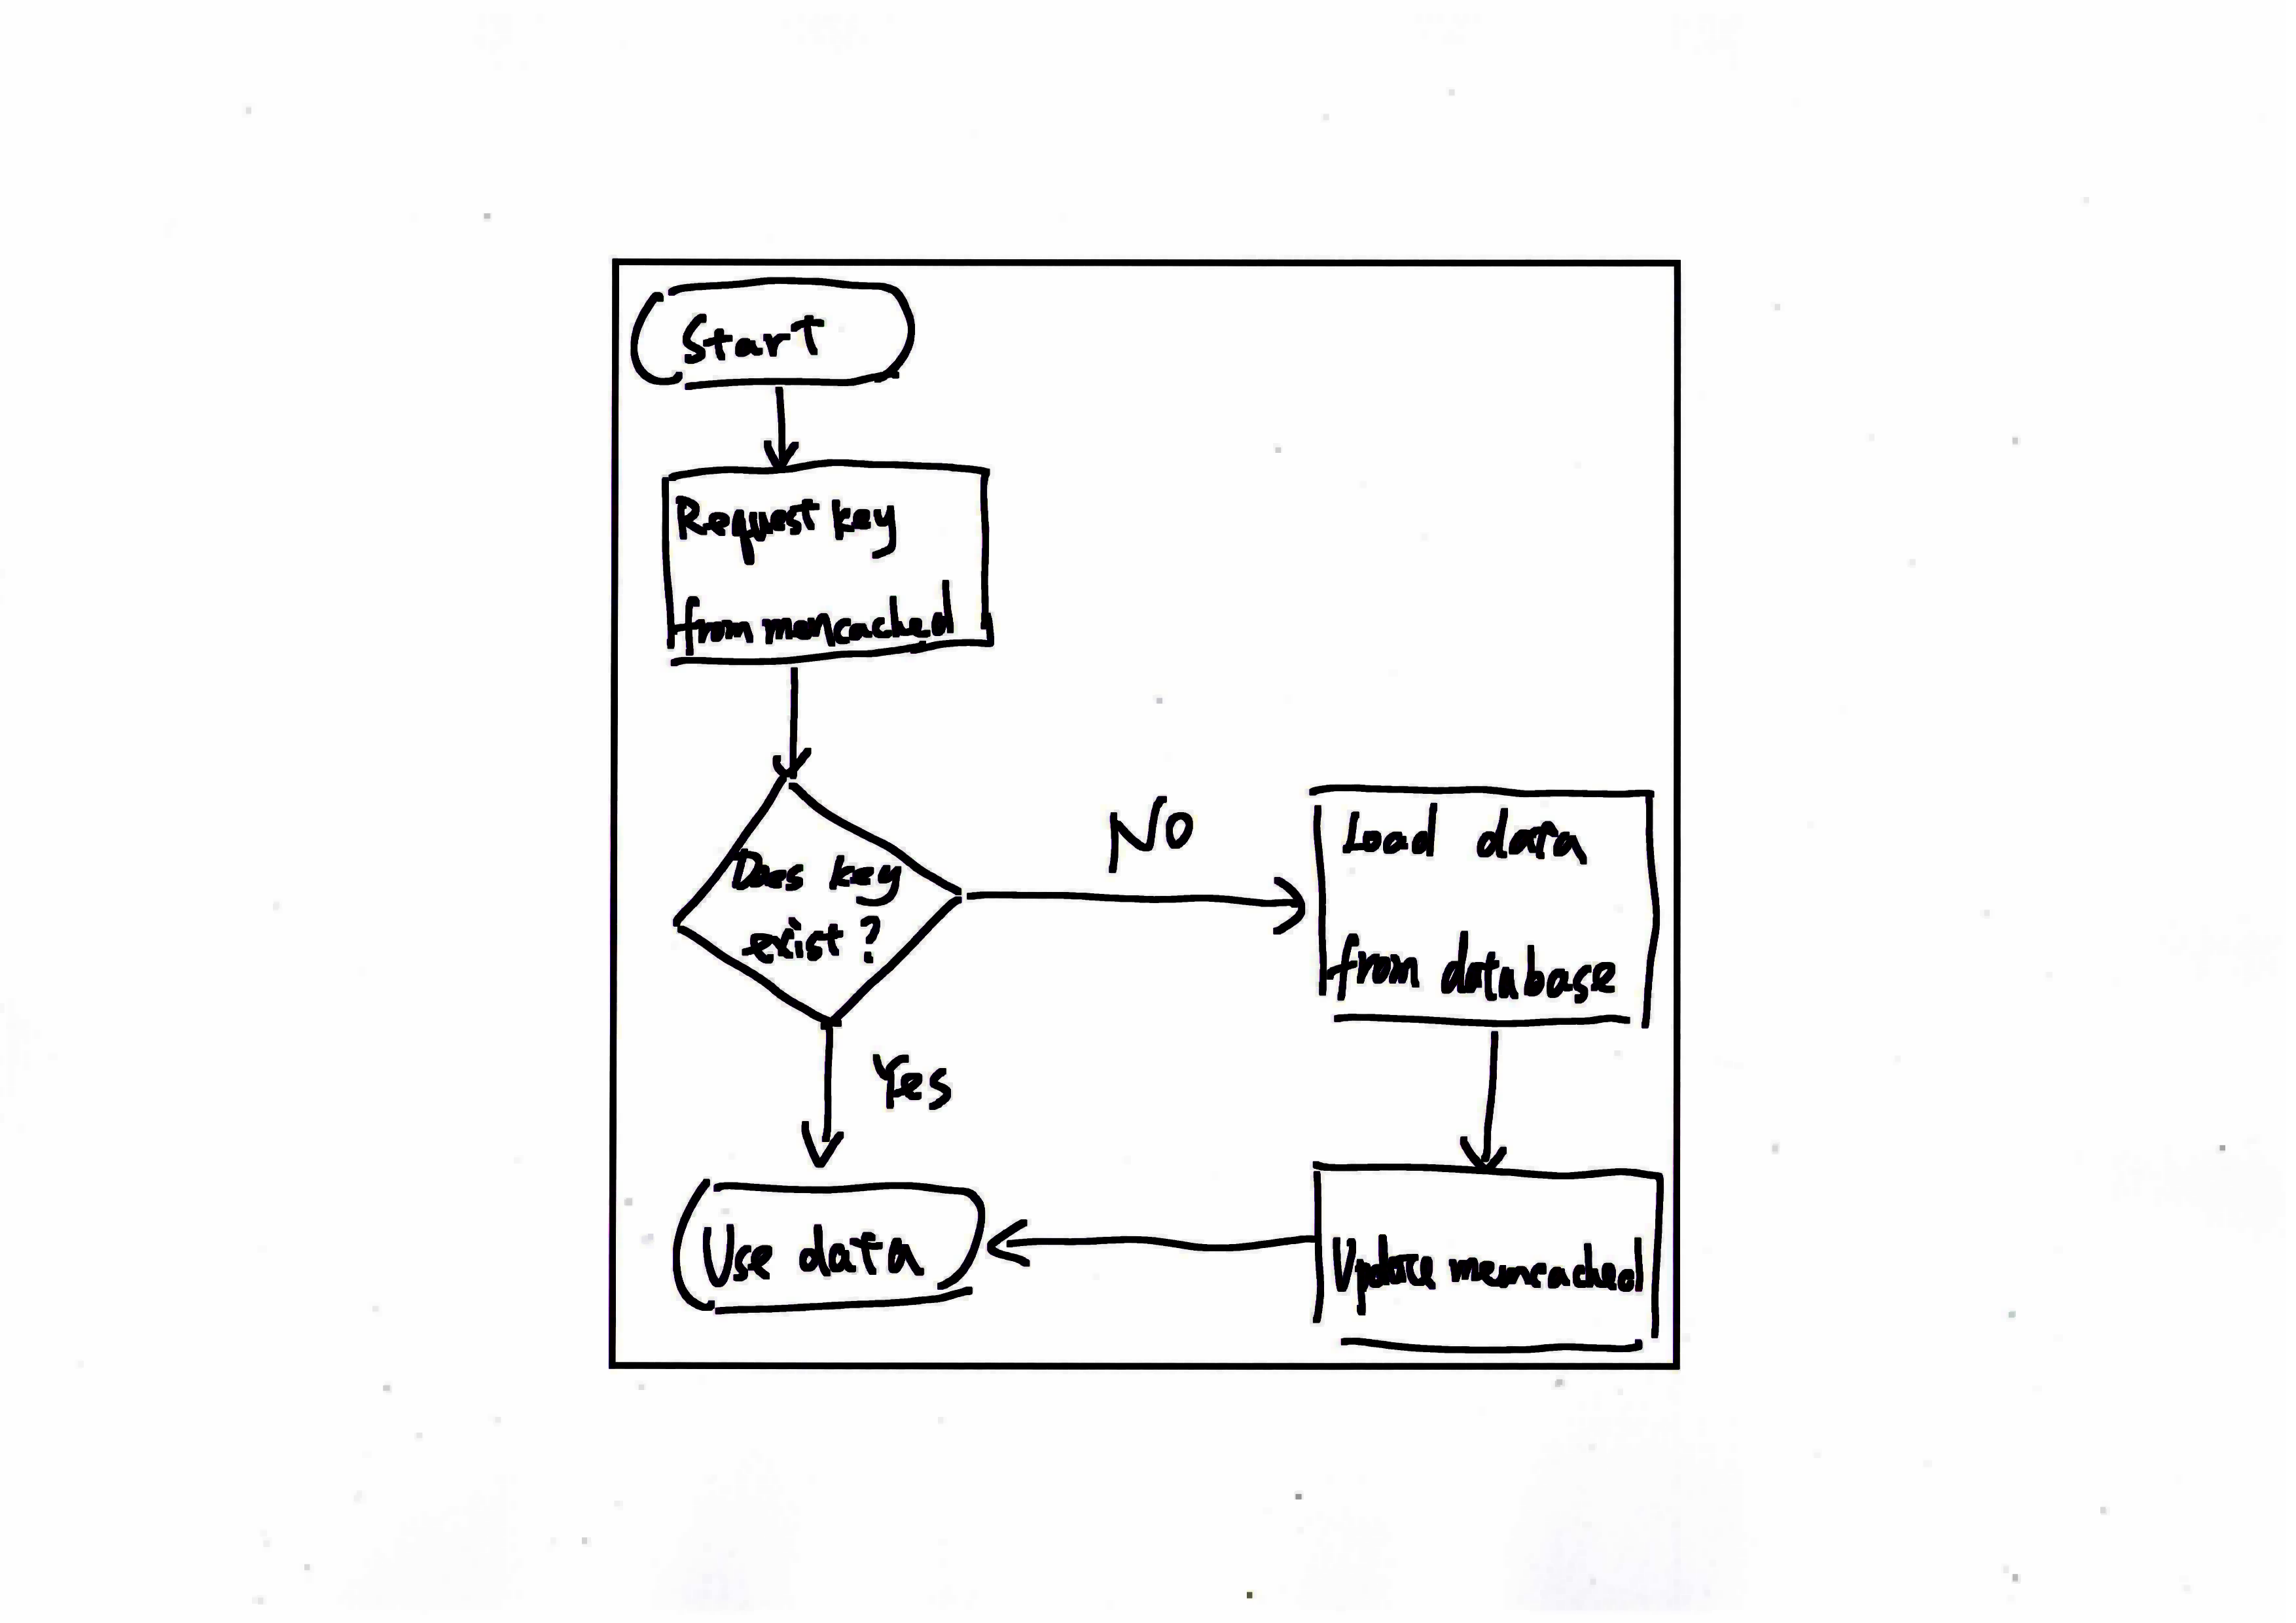 Start
Request key
from memcached
Does key
exist ?
No
Load data
from database
Yes
Use data
Update memcached